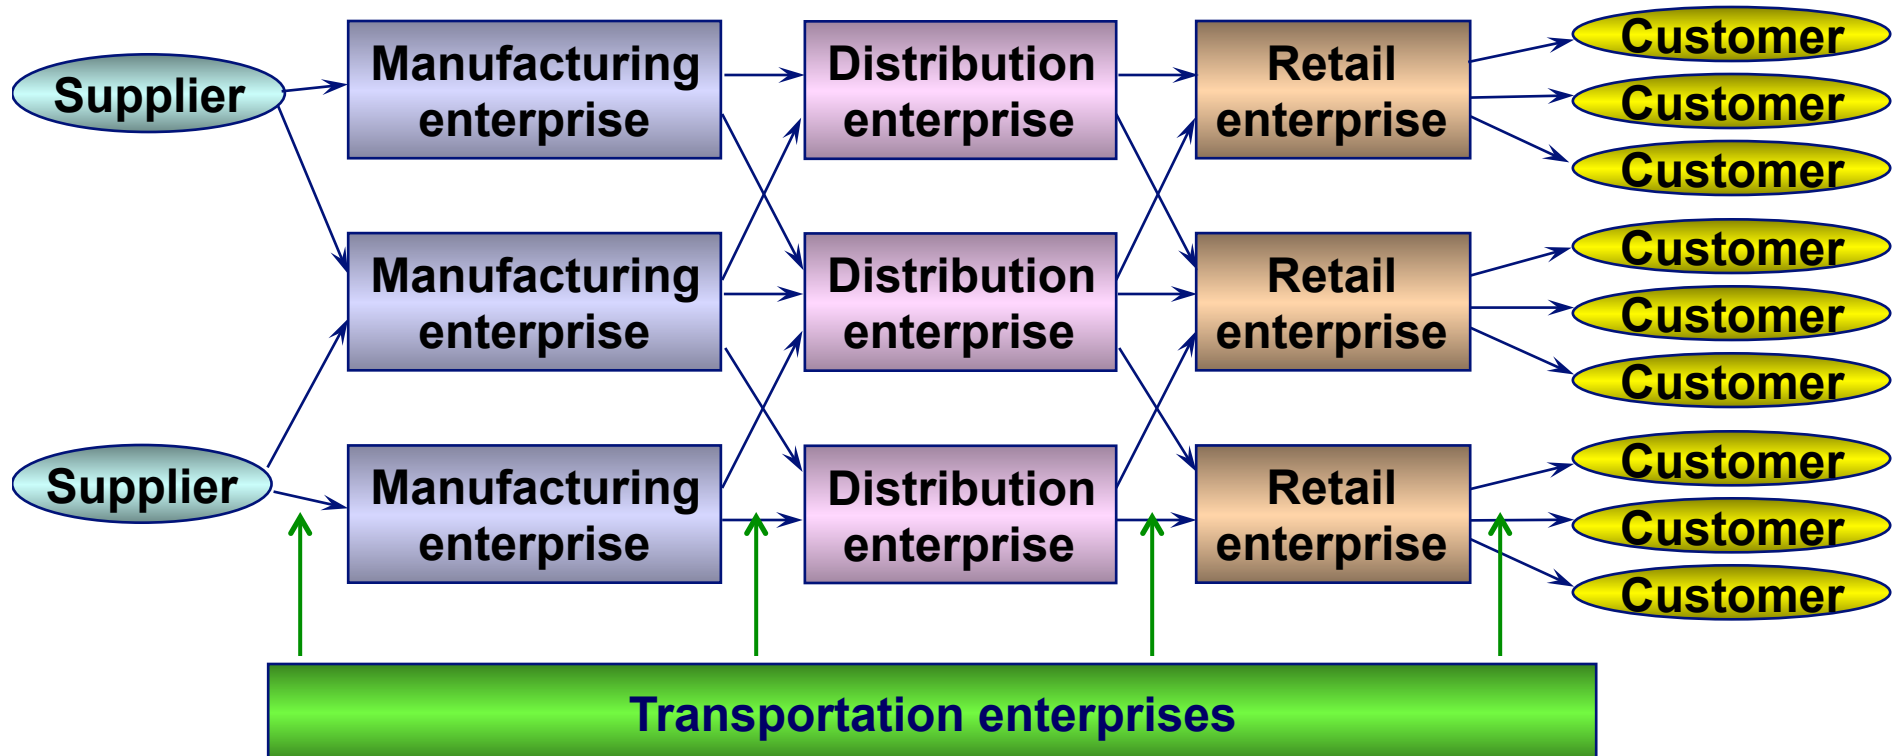 Supplier
Supplier
Manufacturing
enterprise
Manufacturing
enterprise
Manufacturing
enterprise
Distribution
enterprise
Distribution
enterprise
Distribution
enterprise
Retail
enterprise
Retail
enterprise
Retail
enterprise
Customer
Customer
Customer
Customer
Customer
Customer
Customer
Customer
Customer
Transportation enterprises